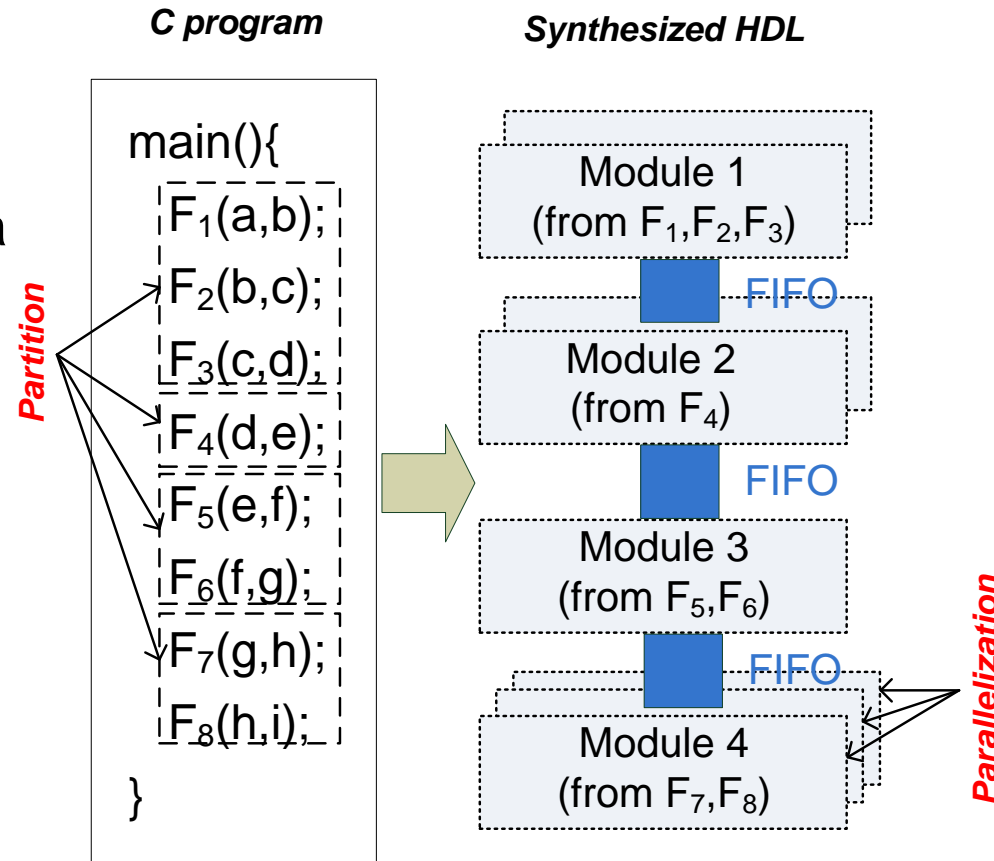 C program
Synthesized HDL
a
Partition
main(){
F₁(a,b);
F₂(b,c);
F₃(c,d);
F₄(d,e);
F₅(e,f);
F₆(f,g);
F₇(g,h);
F₈(h,i);
}
Module 1
(from F₁,F₂,F₃)
FIFO
Module 2
(from F₄)
FIFO
Module 3
(from F₅,F₆)
FIFO
Module 4
(from F₇,F₈)
Parallelization